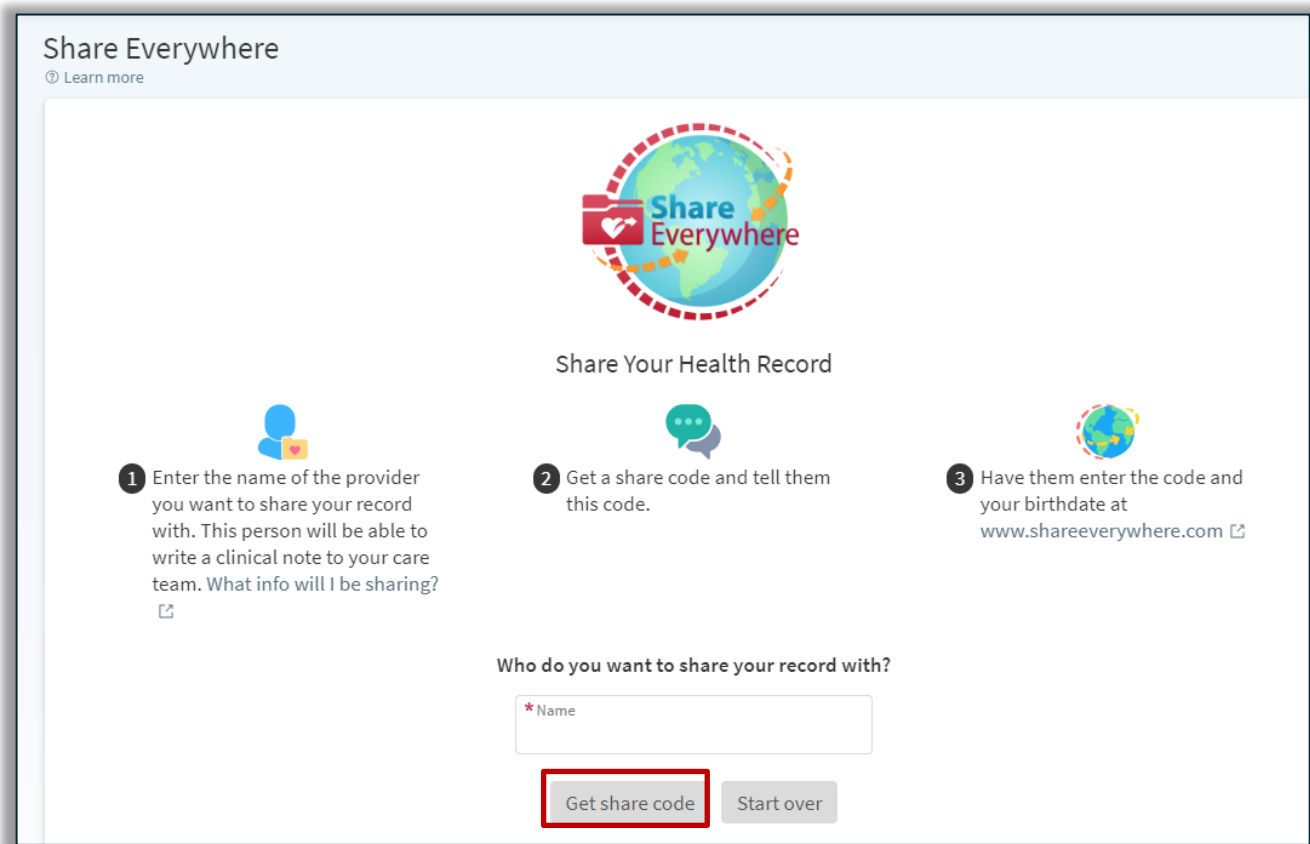 Share Everywhere
Learn more
Share
Everywhere
Share Your Health Record
1 Enter the name of the provider
you want to share your record
with. This person will be able to
write a clinical note to your care
team. What info will I be sharing?
2 Get a share code and tell them
this code.
3 Have them enter the code and
your birthdate at
www.shareeverywhere.com
Who do you want to share your record with?
* Name
Get share code
Start over